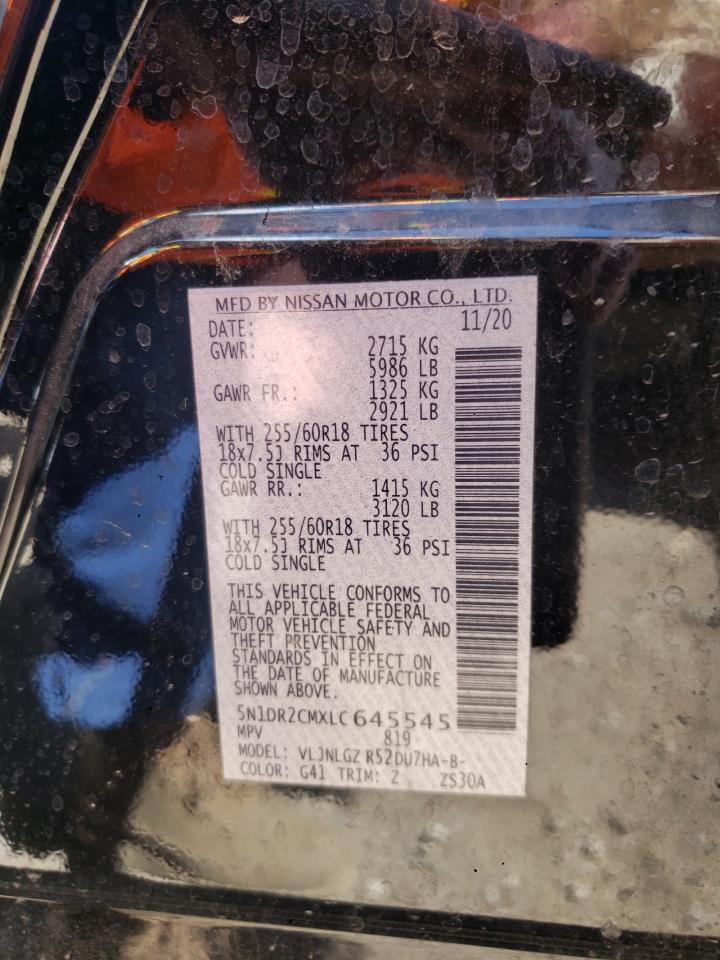 MFD BY NISSAN MOTOR CO., LTD.
DATE: 11/20
GVWR: 2715 KG
5986 LB
GAWR FR.: 1325 KG
2921 LB
WITH 255/60R18 TIRES
18x7.5J RIMS AT 36 PSI
COLD SINGLE
GAWR RR.: 1415 KG
3120 LB
WITH 255/60R18 TIRES
18x7.5J RIMS AT 36 PSI
COLD SINGLE
THIS VEHICLE CONFORMS TO
ALL APPLICABLE FEDERAL
MOTOR VEHICLE SAFETY AND
THEFT PREVENTION
STANDARDS IN EFFECT ON
THE DATE OF MANUFACTURE
SHOWN ABOVE.
5N1DR2CMXLC645545
MPV 819
MODEL: VLJNLGZ R52DU7HA-B-
COLOR: G41 TRIM: Z ZS30A